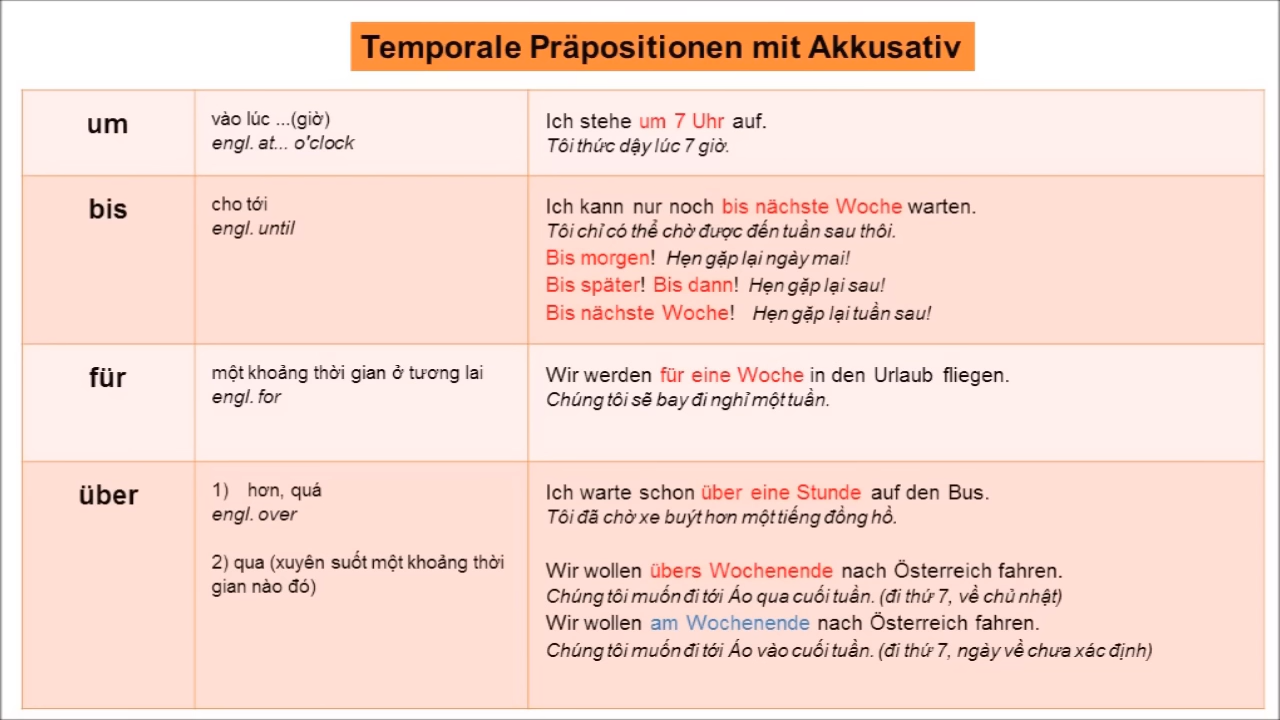 Temporale Präpositionen mit Akkusativ
um
vào lúc ...(giờ)
engl. at... o'clock
Ich stehe um 7 Uhr auf.
Tôi thức dậy lúc 7 giờ.
bis
cho tới
engl. until
Ich kann nur noch bis nächste Woche warten.
Tôi chỉ có thể chờ được đến tuần sau thôi.
Bis morgen! Hẹn gặp lại ngày mai!
Bis später! Bis dann! Hẹn gặp lại sau!
Bis nächste Woche! Hẹn gặp lại tuần sau!
für
một khoảng thời gian ở tương lai
engl. for
Wir werden für eine Woche in den Urlaub fliegen.
Chúng tôi sẽ bay đi nghỉ một tuần.
über
1) hơn, quá
engl. over
2) qua (xuyên suốt một khoảng thời
gian nào đó)
Ich warte schon über eine Stunde auf den Bus.
Tôi đã chờ xe buýt hơn một tiếng đồng hồ.
Wir wollen übers Wochenende nach Österreich fahren.
Chúng tôi muốn đi tới Áo qua cuối tuần. (đi thứ 7, về chủ nhật)
Wir wollen am Wochenende nach Österreich fahren.
Chúng tôi muốn đi tới Áo vào cuối tuần. (đi thứ 7, ngày về chưa xác định)